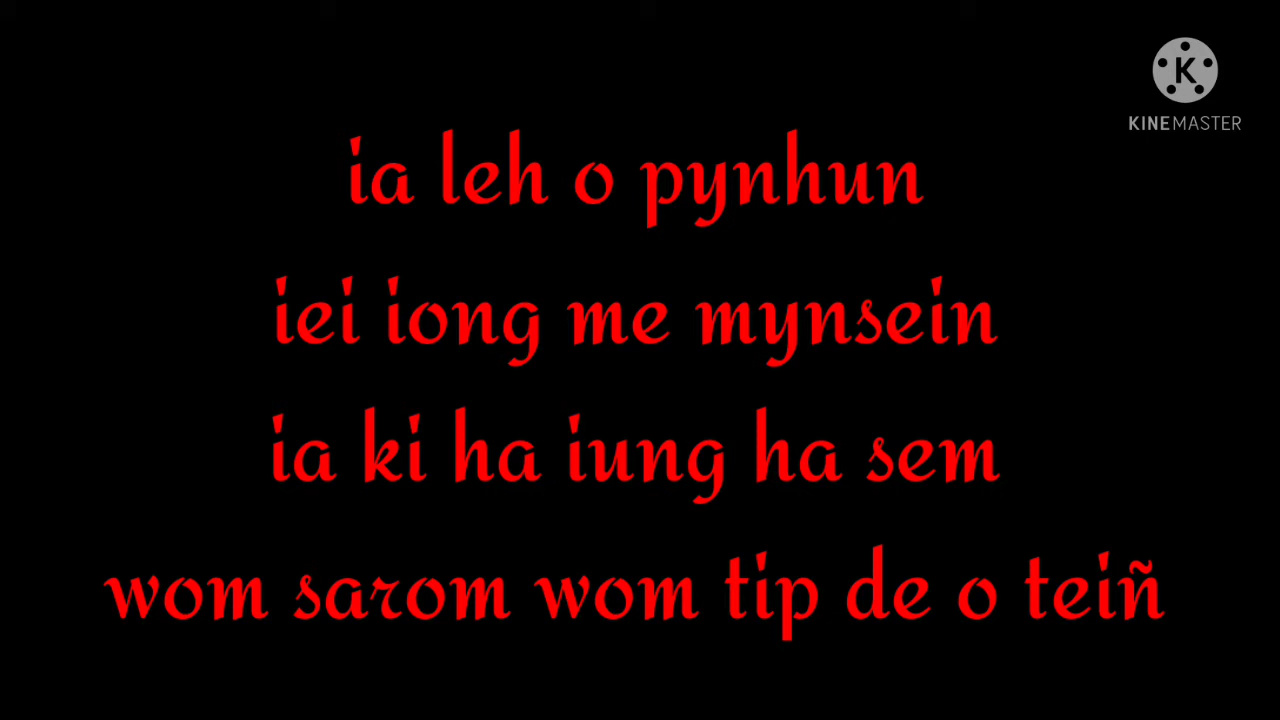 KINEMASTER
ia leh o pynhun
iei iong me mynsein
ia ki ha iung ha sem
wom sarom wom tip de o teiñ